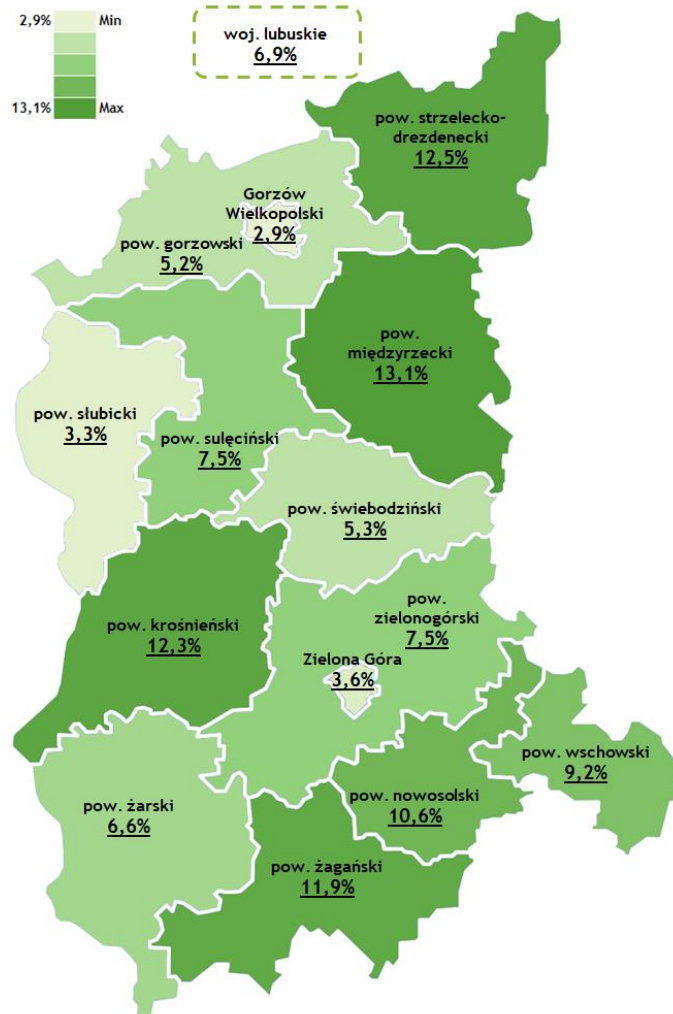 2,9% Min
13,1% Max
woj. lubuskie
6,9%
pow. strzelecko-
drezdenecki
12,5%
Gorzów
Wielkopolski
2,9%
pow. gorzowski
5,2%
pow.
międzyrzecki
13,1%
pow. słubicki
3,3%
pow. sulęciński
7,5%
pow. świebodziński
5,3%
pow. krośnieński
12,3%
pow.
zielonogórski
7,5%
Zielona Góra
3,6%
pow. wschowski
9,2%
pow. nowosolski
10,6%
pow. żarski
6,6%
pow. żagański
11,9%